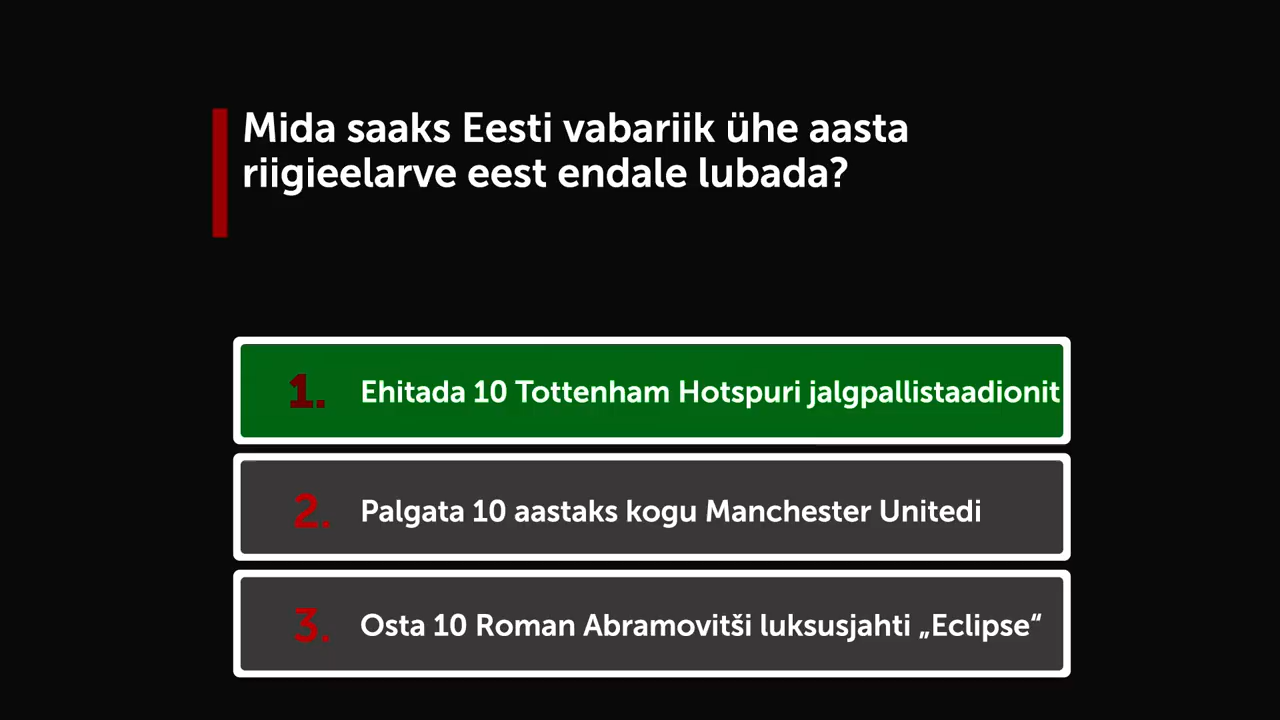 Mida saaks Eesti vabariik ühe aasta
riigieelarve eest endale lubada?
1. Ehitada 10 Tottenham Hotspuri jalgpallistaadionit
2. Palgata 10 aastaks kogu Manchester Unitedi
3. Osta 10 Roman Abramovitši luksusjahti „Eclipse“